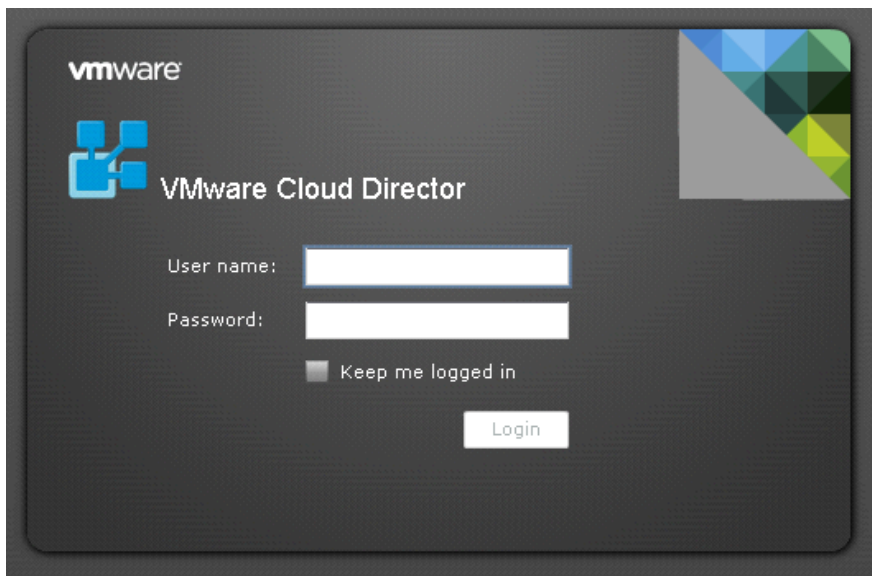 vmware
VMware Cloud Director
User name:
Password:
Keep me logged in
Login